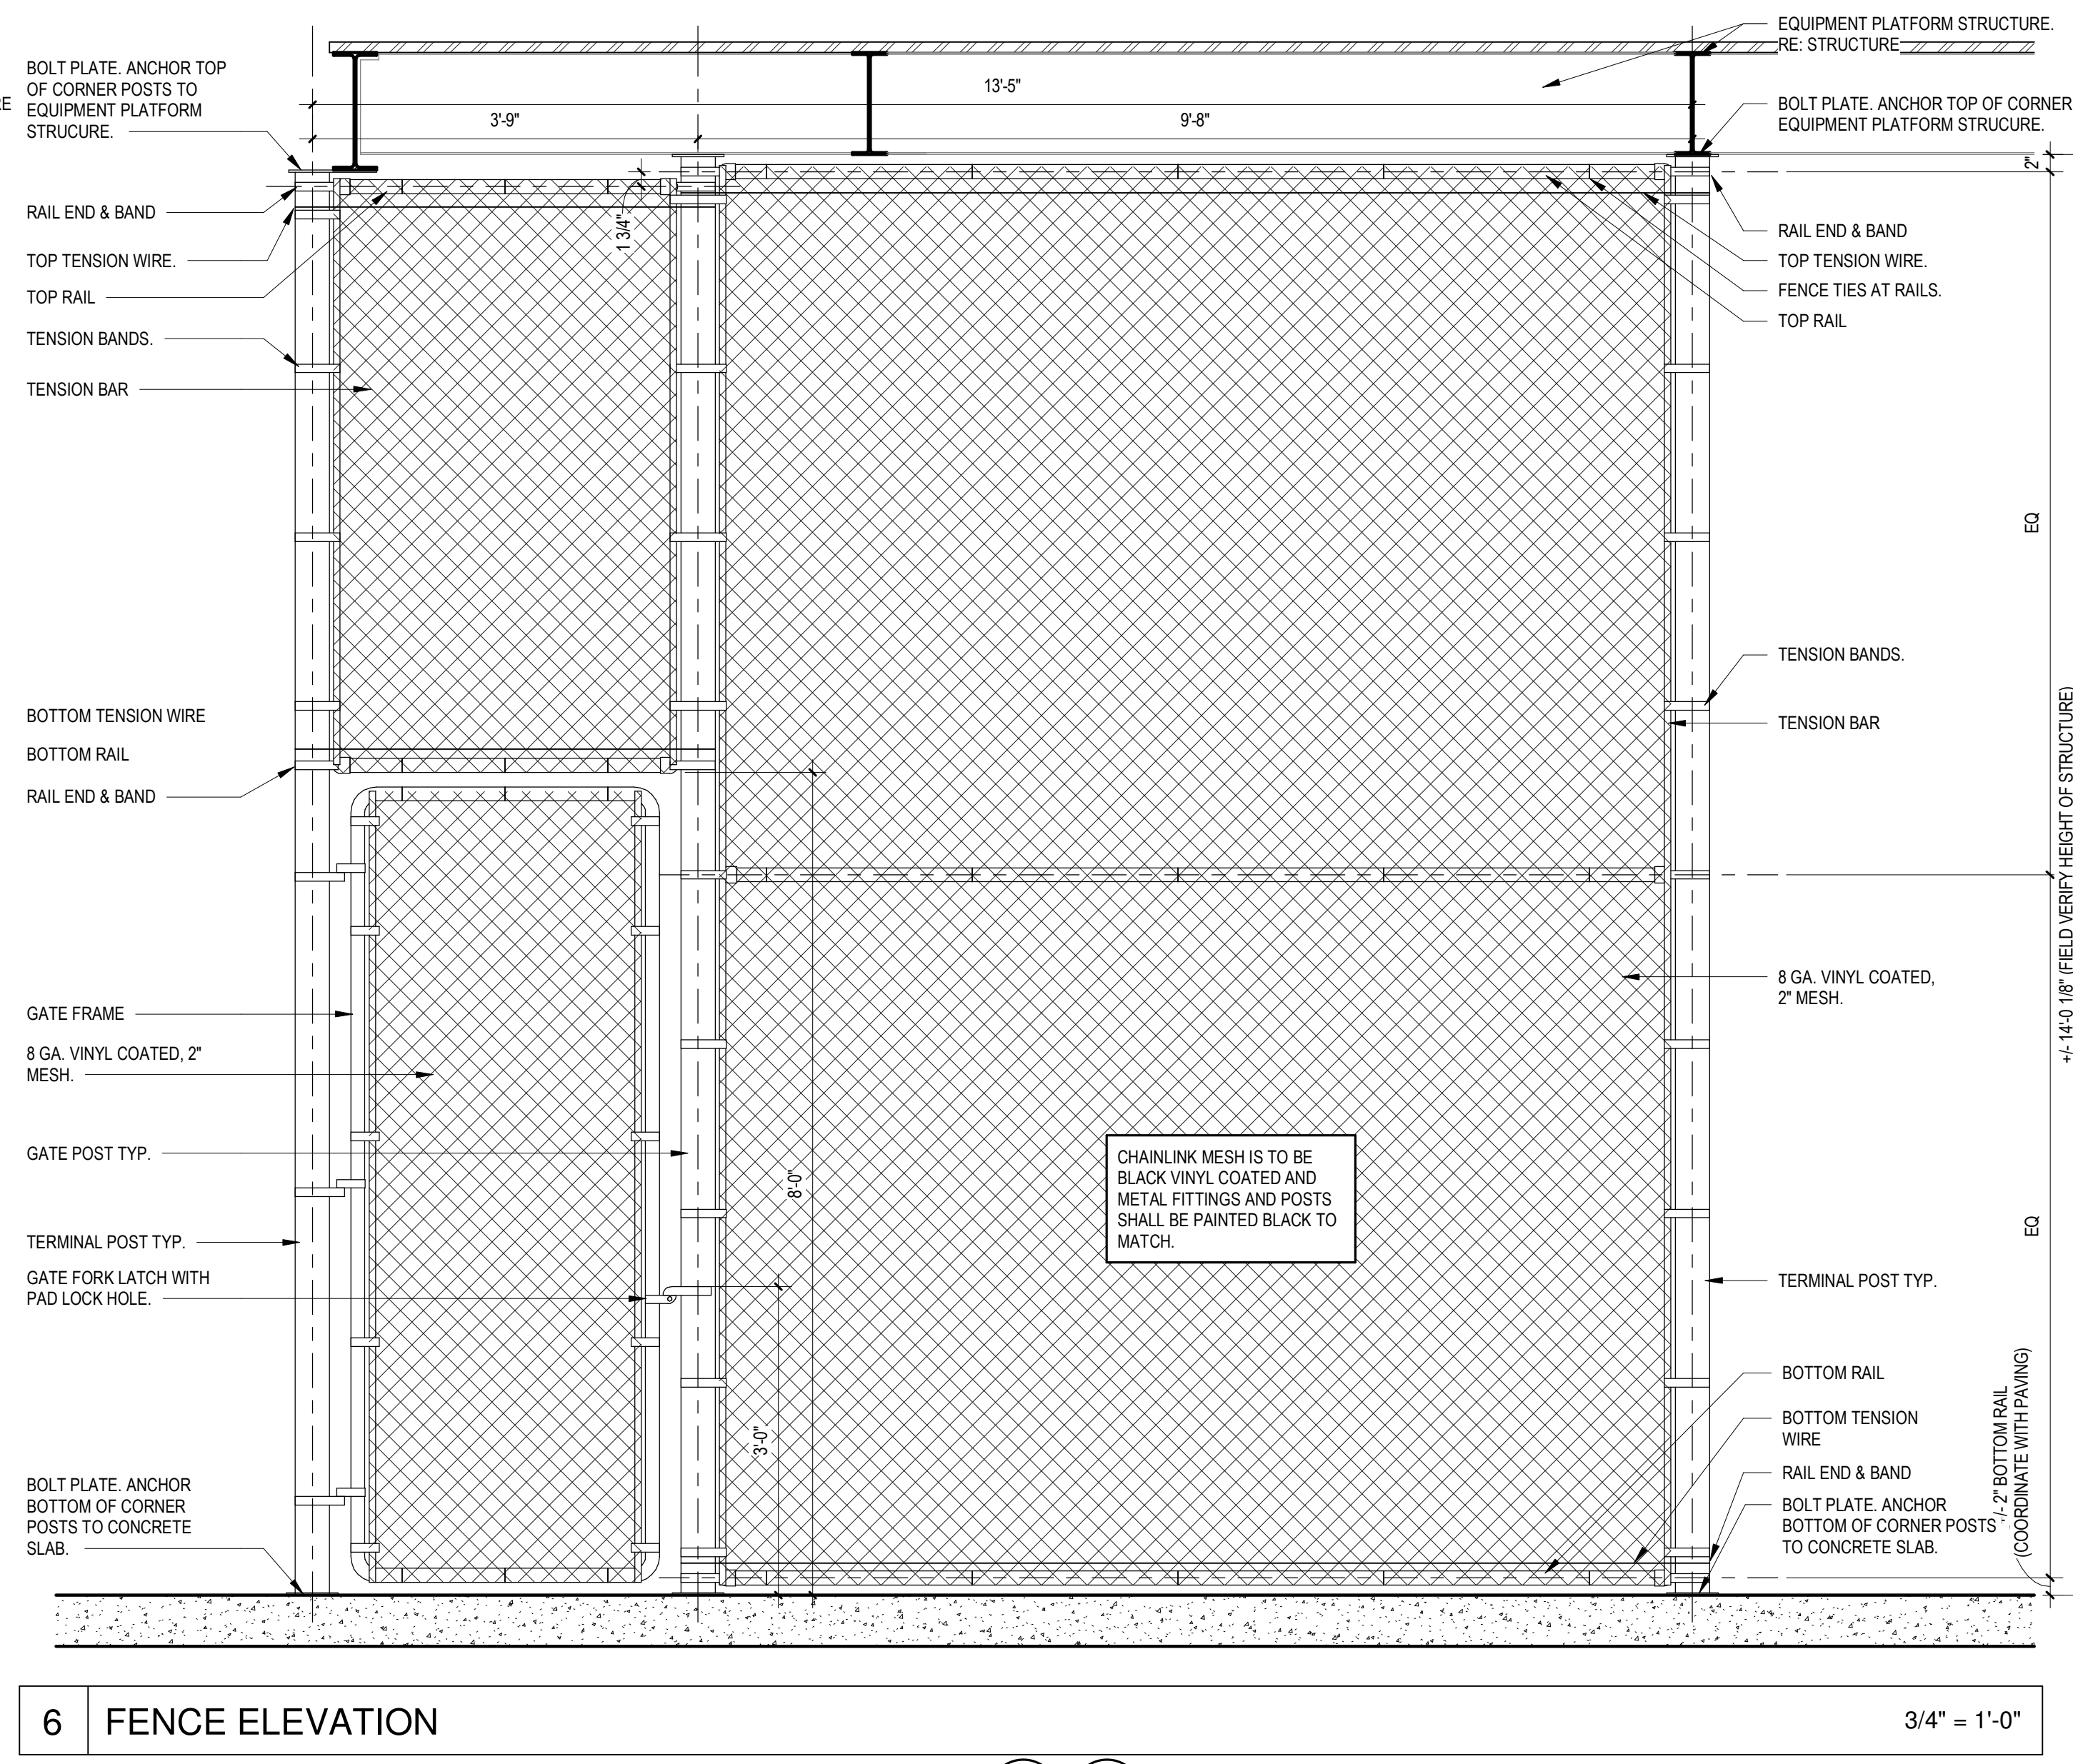 EQUIPMENT PLATFORM STRUCTURE.
RE: STRUCTURE
BOLT PLATE. ANCHOR TOP
OF CORNER POSTS TO
EQUIPMENT PLATFORM
STRUCURE.
13'-5"
3'-9"
9'-8"
BOLT PLATE. ANCHOR TOP OF CORNER
EQUIPMENT PLATFORM STRUCURE.
2"
RAIL END & BAND
TOP TENSION WIRE.
TOP RAIL
TENSION BANDS.
TENSION BAR
1 3/4"
RAIL END & BAND
TOP TENSION WIRE.
FENCE TIES AT RAILS.
TOP RAIL
EQ
TENSION BANDS.
TENSION BAR
+/- 14'-0 1/8" (FIELD VERIFY HEIGHT OF STRUCTURE)
BOTTOM TENSION WIRE
BOTTOM RAIL
RAIL END & BAND
GATE FRAME
8 GA. VINYL COATED, 2"
MESH.
GATE POST TYP.
TERMINAL POST TYP.
GATE FORK LATCH WITH
PAD LOCK HOLE.
8'-0"
3'-0"
CHAINLINK MESH IS TO BE
BLACK VINYL COATED AND
METAL FITTINGS AND POSTS
SHALL BE PAINTED BLACK TO
MATCH.
8 GA. VINYL COATED,
2" MESH.
EQ
TERMINAL POST TYP.
BOTTOM RAIL
BOTTOM TENSION
WIRE
RAIL END & BAND
BOLT PLATE. ANCHOR
BOTTOM OF CORNER POSTS
TO CONCRETE SLAB.
+/- 2" BOTTOM RAIL
(COORDINATE WITH PAVING)
BOLT PLATE. ANCHOR
BOTTOM OF CORNER
POSTS TO CONCRETE
SLAB.
6 FENCE ELEVATION 3/4" = 1'-0"